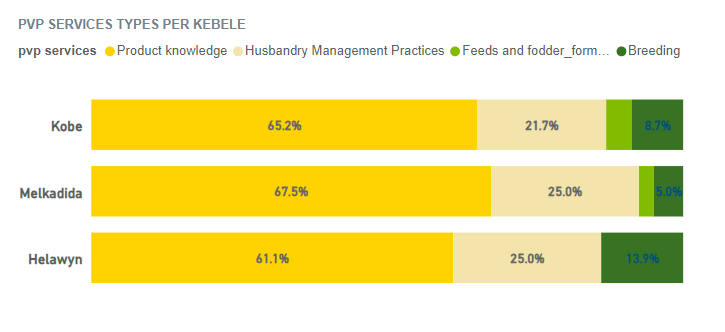 PVP SERVICES TYPES PER KEBELE
pvp services Product knowledge Husbandry Management Practices Feeds and fodder_form... Breeding
Kobe 65.2% 21.7% 8.7%
Melkadida 67.5% 25.0% 5.0%
Helawyn 61.1% 25.0% 13.9%